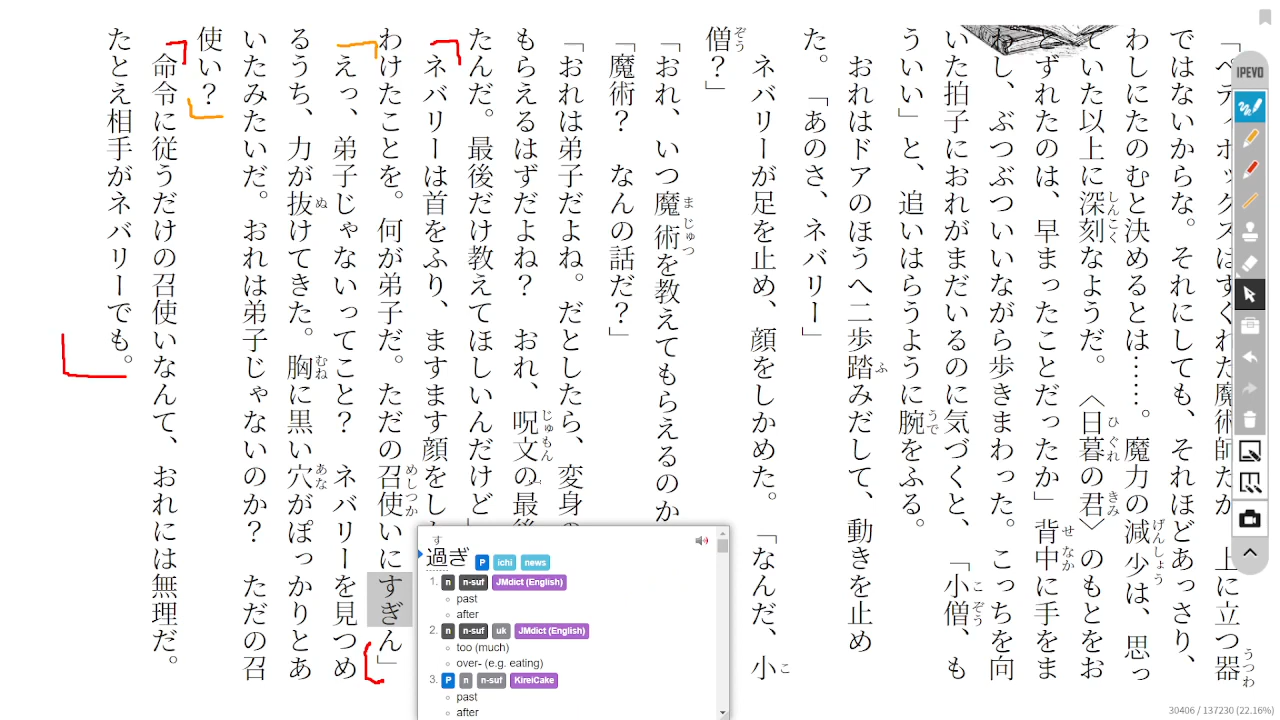 「ペティボックスはすぐれた魔術師だが、上に立つ器
ではないからな。それにしても、それほどあっさり、
わしにたのむと決めるとは……。魔力の減少は、思っ
ていた以上に深刻なようだ。〈日暮の君〉のもとをお
とずれたのは、早まったことだったか」背中に手をま
わし、ぶつぶついいながら歩きまわった。こっちを向
いた拍子におれがまだいるのに気づくと、「小僧、も
ういい」と、追いはらうように腕をふる。
おれはドアのほうへ二歩踏みだして、動きを止め
た。「あのさ、ネバリー」
ネバリーが足を止め、顔をしかめた。「なんだ、小
僧？」
「おれ、いつ魔術を教えてもらえるのか
「魔術？　なんの話だ？」
「おれは弟子だよね。だとしたら、変身の
もらえるはずだよね？　おれ、呪文の最後
たんだ。最後だけ教えてほしいんだけど」
ネバリーは首をふり、ますます顔をし
わけたことを。何が弟子だ。ただの召使いにすぎん」
えっ、弟子じゃないってこと？　ネバリーを見つめ
るうち、力が抜けてきた。胸に黒い穴がぽっかりとあ
いたみたいだ。おれは弟子じゃないのか？　ただの召
使い？
命令に従うだけの召使いなんて、おれには無理だ。
たとえ相手がネバリーでも。
過ぎ P ichi news
1. n n-suf JMdict (English)
past
after
2. n n-suf uk JMdict (English)
too (much)
over- (e.g. eating)
3. P n n-suf KireiCake
past
after
IPEVO
30406 / 137230 (22.16%)